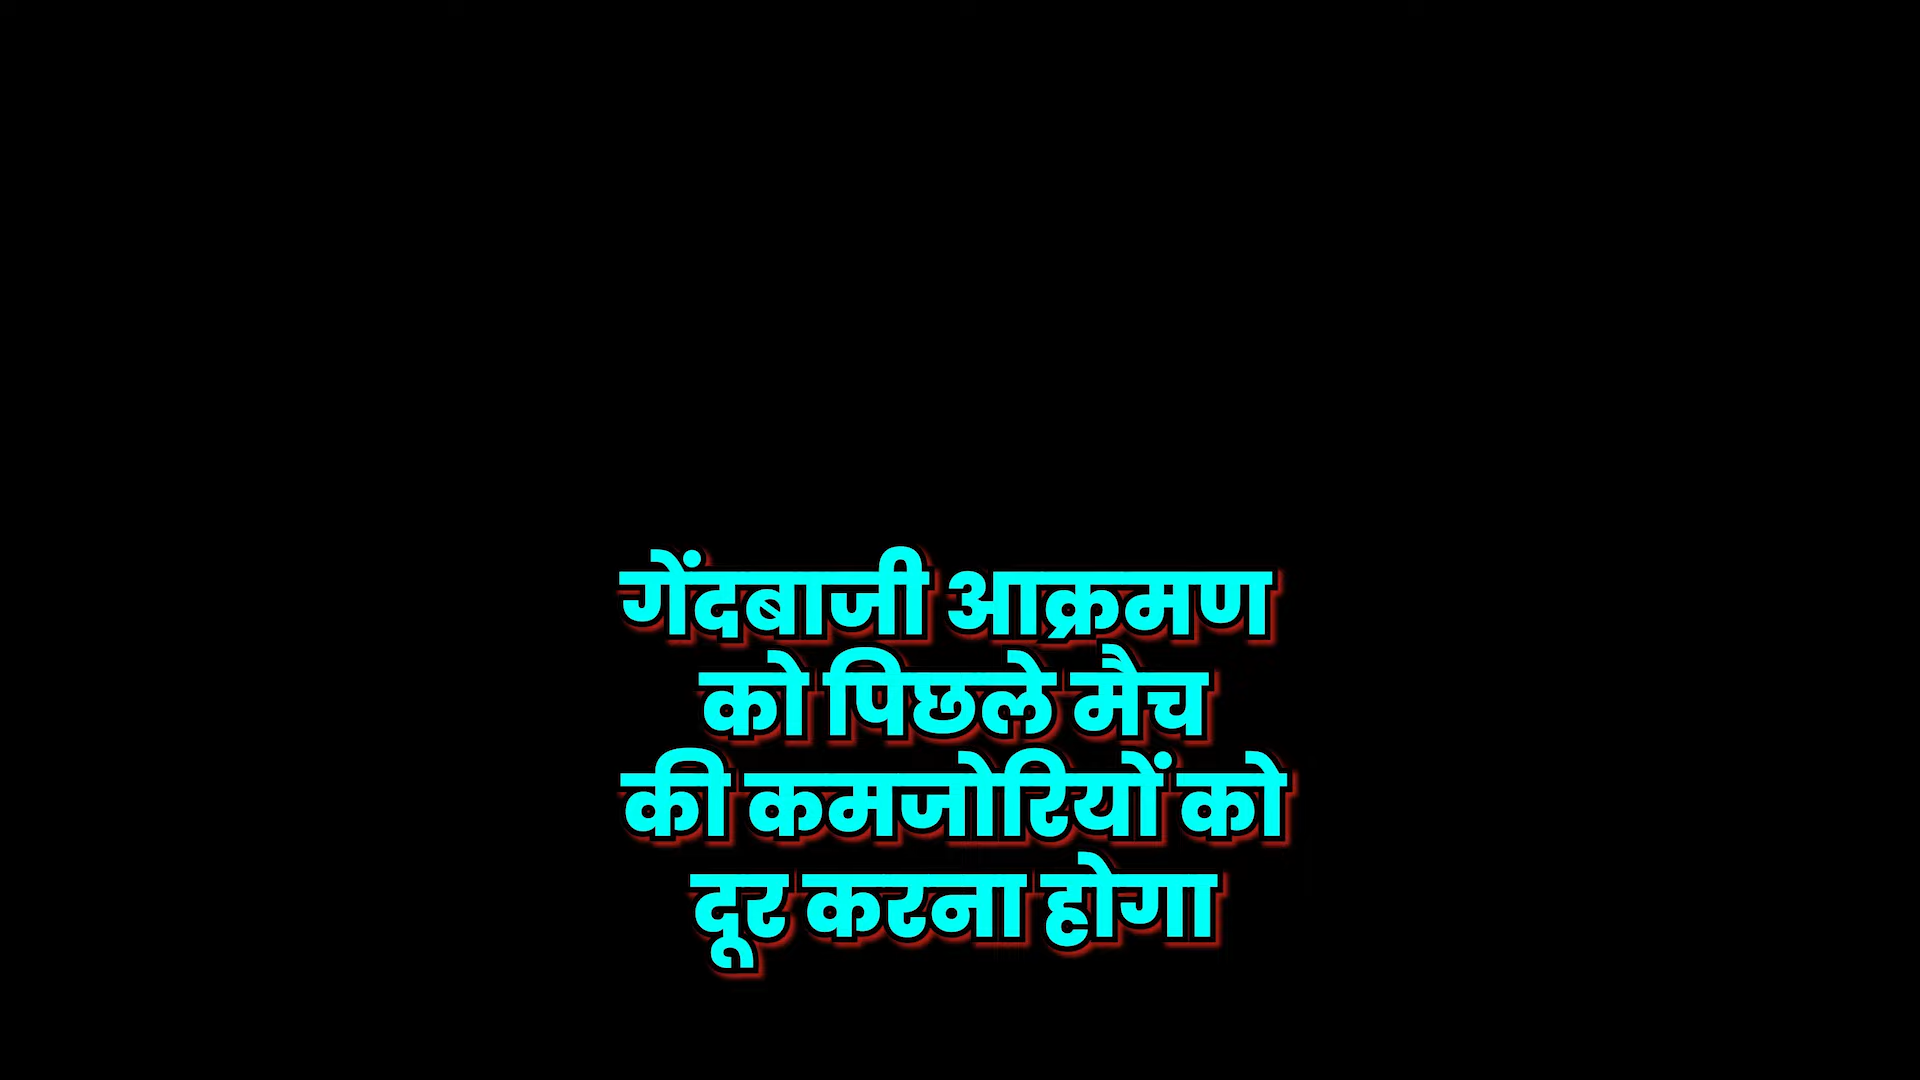 गेंदबाजी आक्रमण
को पिछले मैच
की कमजोरियों को
दूर करना होगा